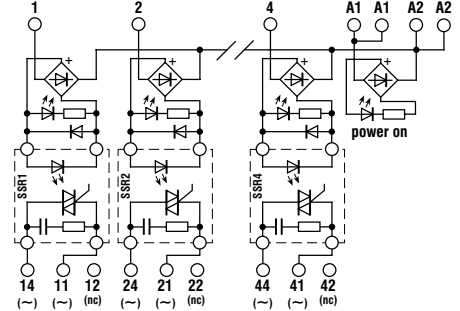 1 2 4 A1 A1 A2 A2
+ + + +
power on
SSR1 SSR2 SSR4
14 11 12 24 21 22 44 41 42
(~) (~) (nc) (~) (~) (nc) (~) (~) (nc)